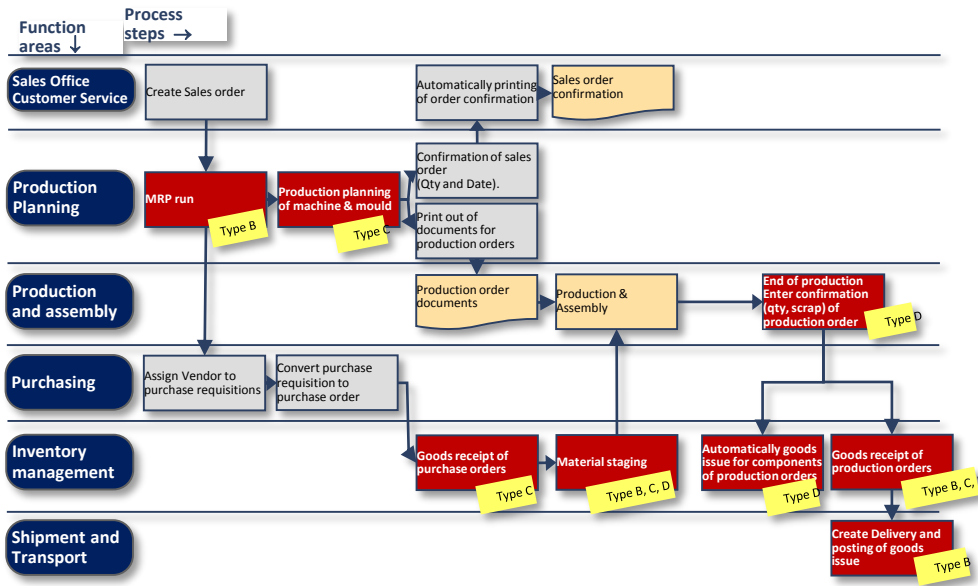 Function
areas ↓
Process
steps →
Sales Office
Customer Service
Create Sales order
Automatically printing
of order confirmation
Sales order
confirmation
Production
Planning
MRP run
Type B
Production planning
of machine & mould
Type C
Confirmation of sales
order
(Qty and Date).
Print out of
documents for
production orders
Production
and assembly
Production order
documents
Production &
Assembly
End of production
Enter confirmation
(qty, scrap) of
production order
Type D
Purchasing
Assign Vendor to
purchase requisitions
Convert purchase
requisition to
purchase order
Inventory
management
Goods receipt of
purchase orders
Type C
Material staging
Type B, C, D
Automatically goods
issue for components
of production orders
Type D
Goods receipt of
production orders
Type B, C,
Shipment and
Transport
Create Delivery and
posting of goods
issue
Type B